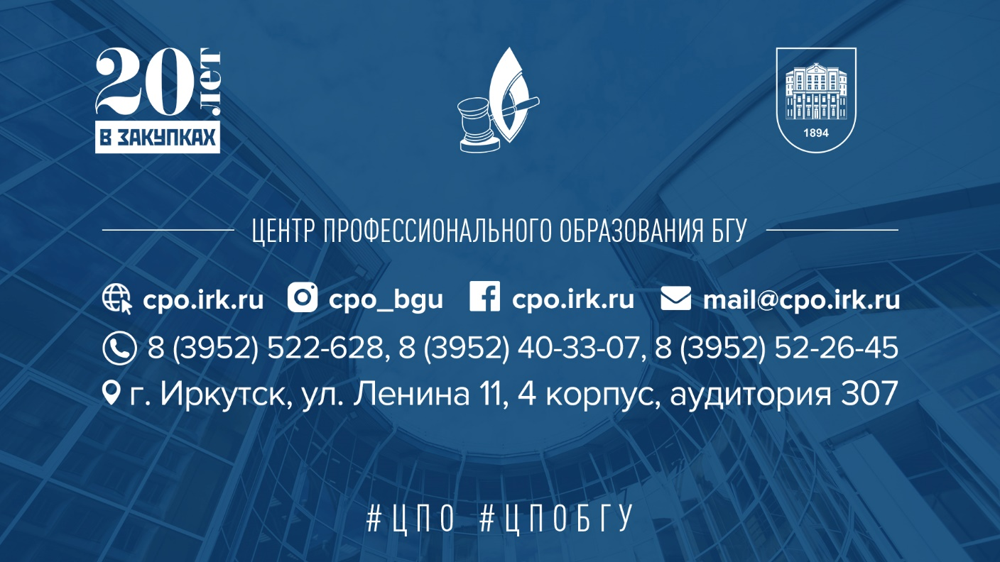 20 лет
В ЗАКУПКАХ
1894
ЦЕНТР ПРОФЕССИОНАЛЬНОГО ОБРАЗОВАНИЯ БГУ
cpo.irk.ru cpo_bgu cpo.irk.ru mail@cpo.irk.ru
8 (3952) 522-628, 8 (3952) 40-33-07, 8 (3952) 52-26-45
г. Иркутск, ул. Ленина 11, 4 корпус, аудитория 307
#ЦПО #ЦПОБГУ